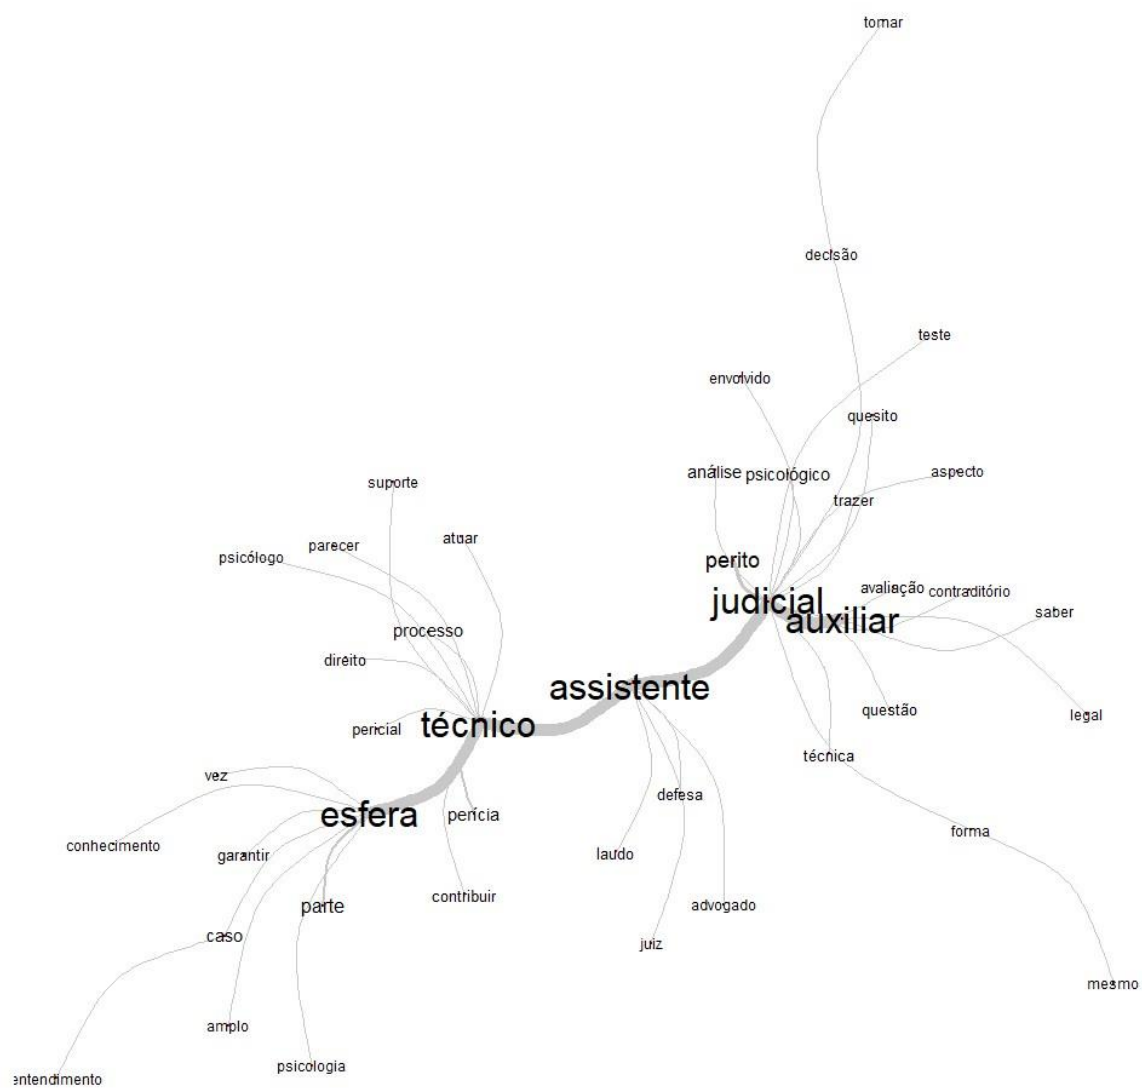 tomar
decisão
teste
envolvido
quesito
análise
psicológico
aspecto
suporte
trazer
atuar
parecer
psicólogo
perito
avaliação
contraditório
judicial
saber
auxiliar
processo
direito
assistente
questão
legal
técnico
pericial
técnica
vez
defesa
esfera
perícia
forma
conhecimento
garantir
laudo
contribuir
parte
advogado
caso
juiz
mesmo
amplo
psicologia
entendimento